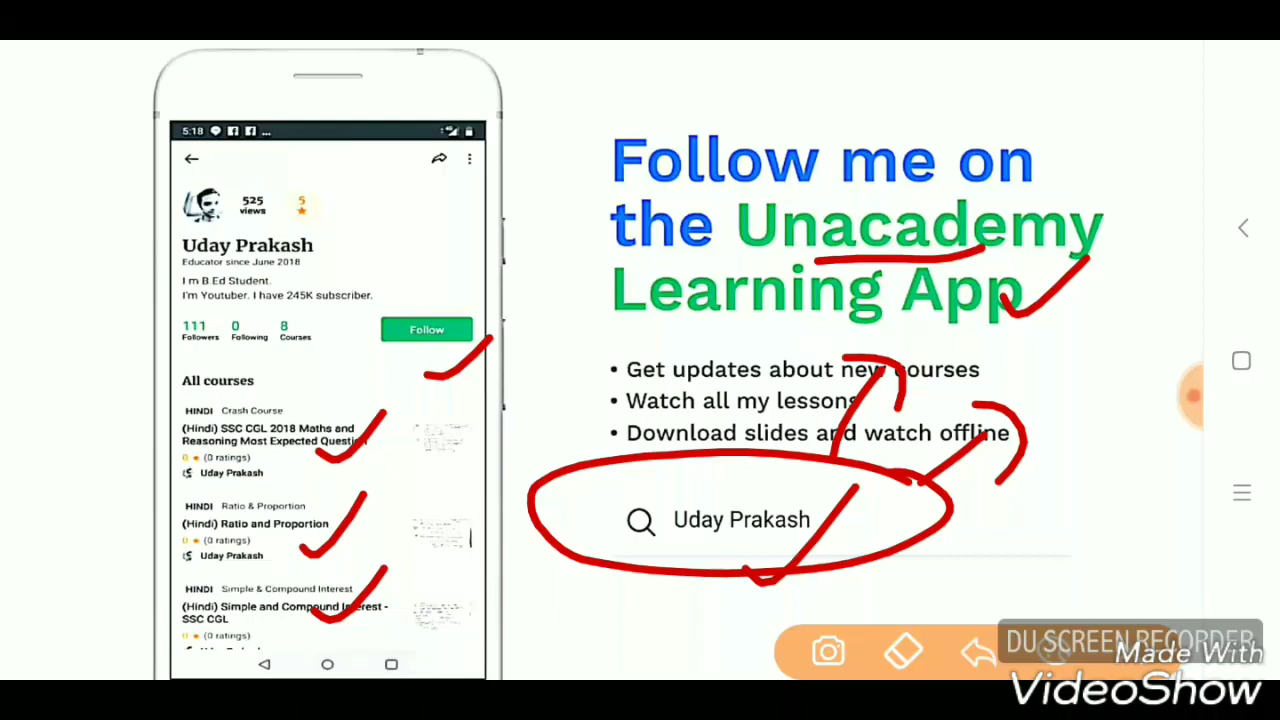 5:18
525
views
5
Uday Prakash
Educator since June 2018
I m B.Ed Student.
I'm Youtuber. I have 245K subscriber.
111
Followers
0
Following
8
Courses
Follow
All courses
HINDI Crash Course
(Hindi) SSC CGL 2018 Maths and
Reasoning Most Expected Question
0 ★ (0 ratings)
Uday Prakash
HINDI Ratio & Proportion
(Hindi) Ratio and Proportion
0 ★ (0 ratings)
Uday Prakash
HINDI Simple & Compound Interest
(Hindi) Simple and Compound Interest -
SSC CGL
0 ★ (0 ratings)
Follow me on
the Unacademy
Learning App
• Get updates about new courses
• Watch all my lessons
• Download slides and watch offline
Uday Prakash
DU SCREEN RECORDER
Made With
VideoShow